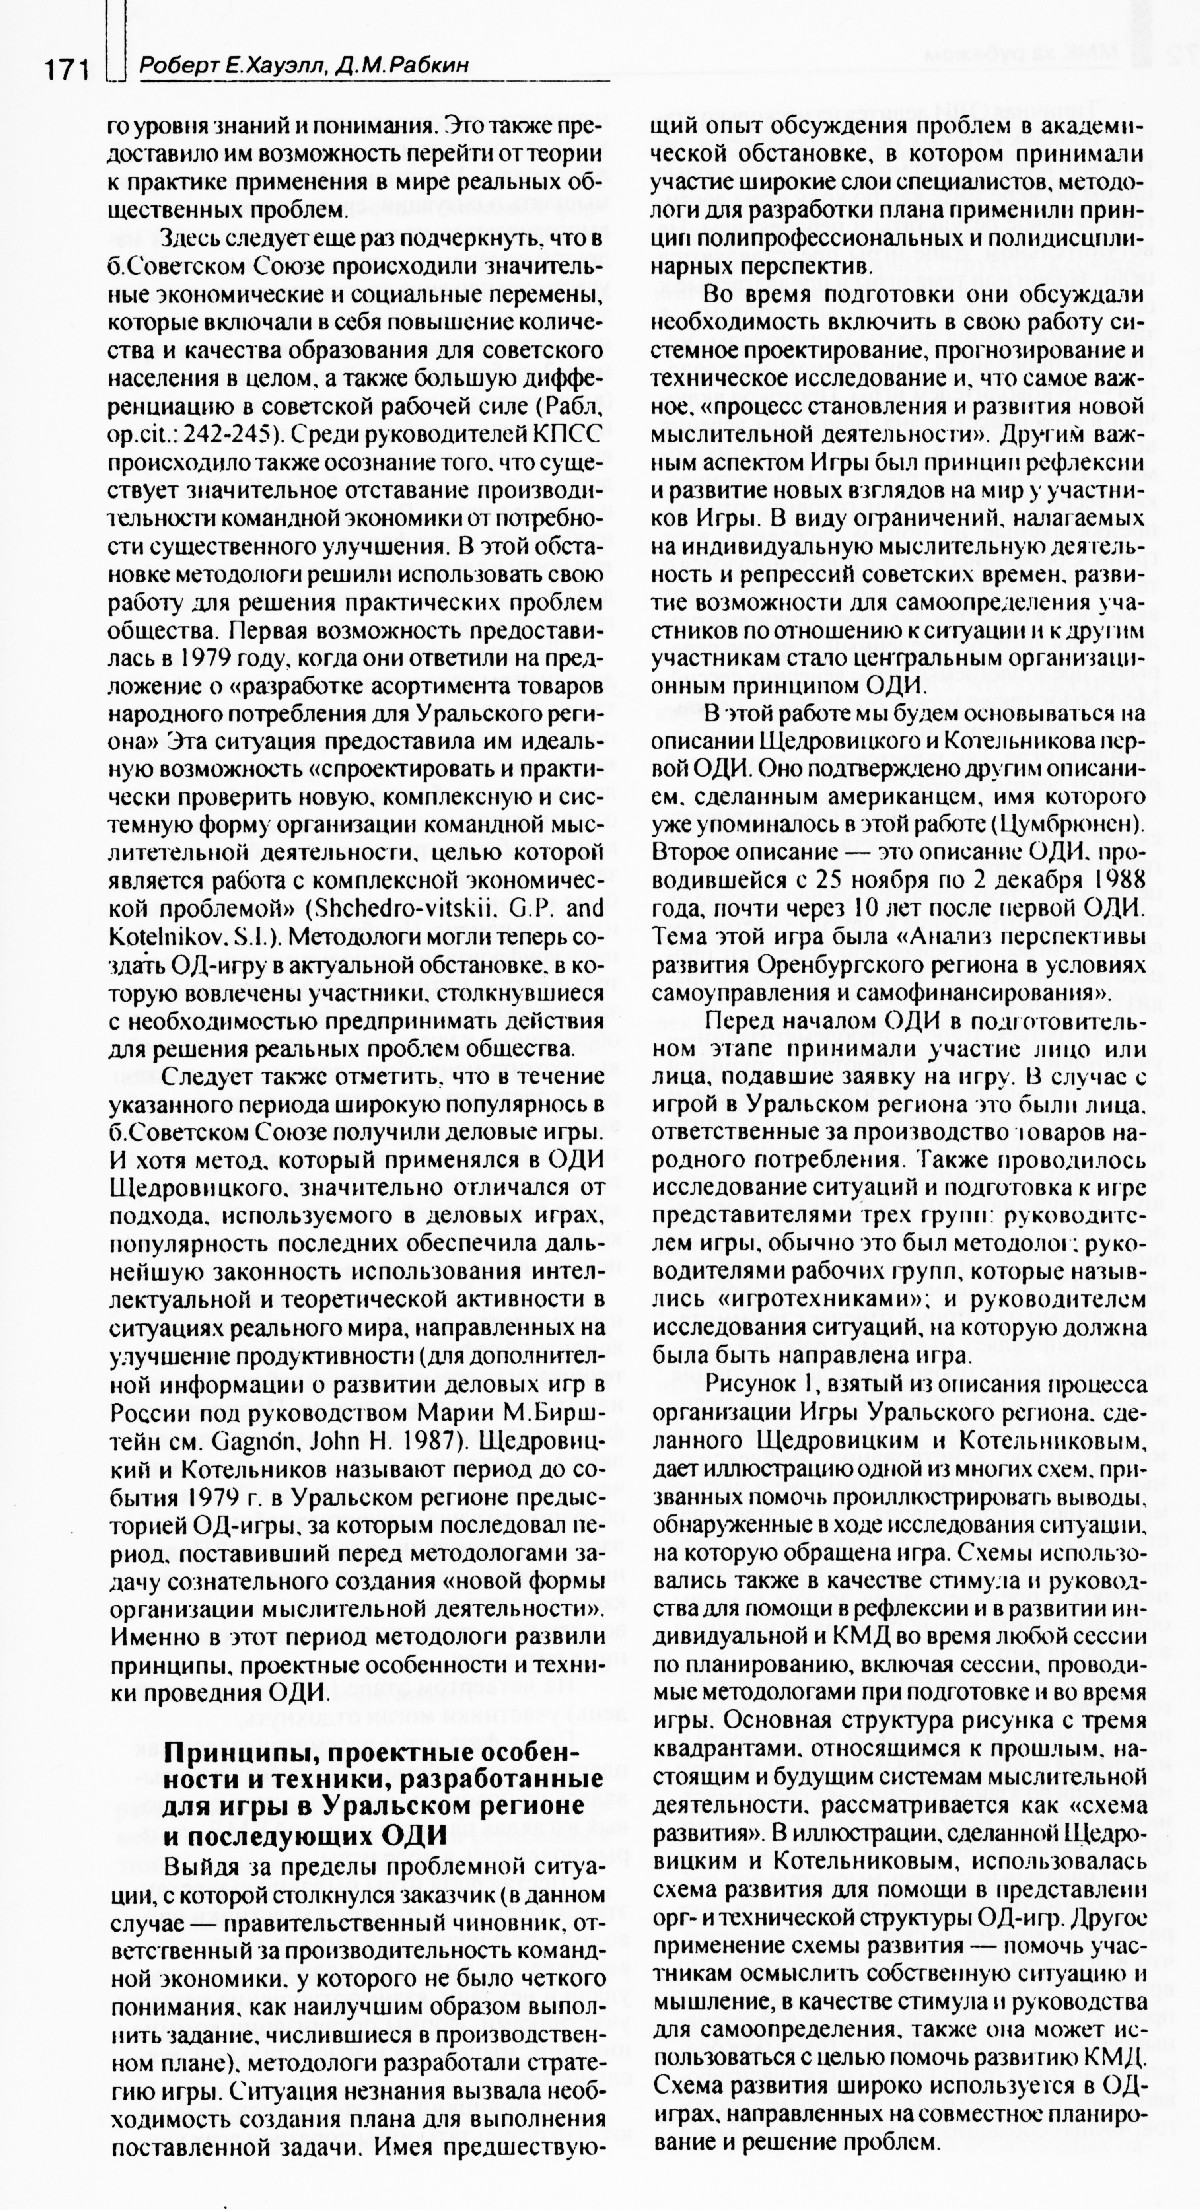 171
Роберт Е.Хауэлл, Д.М.Рабкин
го уровня знаний и понимания. Это также пре-
доставило им возможность перейти от теории
к практике применения в мире реальных об-
щественных проблем.
Здесь следует еще раз подчеркнуть, что в
б.Советском Союзе происходили значитель-
ные экономические и социальные перемены,
которые включали в себя повышение количе-
ства и качества образования для советского
населения в целом, а также большую диффе-
ренциацию в советской рабочей силе (Рабл,
op.cit.: 242-245). Среди руководителей КПСС
происходило также осознание того, что суще-
ствует значительное отставание производи-
тельности командной экономики от потребно-
сти существенного улучшения. В этой обста-
новке методологи решили использовать свою
работу для решения практических проблем
общества. Первая возможность предостави-
лась в 1979 году, когда они ответили на пред-
ложение о «разработке асортимента товаров
народного потребления для Уральского реги-
она» Эта ситуация предоставила им идеаль-
ную возможность «спроектировать и практи-
чески проверить новую, комплексную и сис-
темную форму организации командной мыс-
литетельной деятельности, целью которой
является работа с комплексной экономичес-
кой проблемой» (Shchedro-vitskii, G.P. and
Kotelnikov, S.I.). Методологи могли теперь со-
здать ОД-игру в актуальной обстановке, в ко-
торую вовлечены участники, столкнувшиеся
с необходимостью предпринимать действия
для решения реальных проблем общества.
Следует также отметить, что в течение
указанного периода широкую популярнось в
б.Советском Союзе получили деловые игры.
И хотя метод, который применялся в ОДИ
Щедровицкого, значительно отличался от
подхода, используемого в деловых играх,
популярность последних обеспечила даль-
нейшую законность использования интел-
лектуальной и теоретической активности в
ситуациях реального мира, направленных на
улучшение продуктивности (для дополнител-
ной информации о развитии деловых игр в
России под руководством Марии М.Бирш-
тейн см. Gagnon, John H. 1987). Щедровиц-
кий и Котельников называют период до со-
бытия 1979 г. в Уральском регионе предыс-
торией ОД-игры, за которым последовал пе-
риод, поставивший перед методологами за-
дачу сознательного создания «новой формы
организации мыслительной деятельности».
Именно в этот период методологи развили
принципы, проектные особенности и техни-
ки проведния ОДИ.
Принципы, проектные особен-
ности и техники, разработанные
для игры в Уральском регионе
и последующих ОДИ
Выйдя за пределы проблемной ситуа-
ции, с которой столкнулся заказчик (в данном
случае — правительственный чиновник, от-
ветственный за производительность команд-
ной экономики, у которого не было четкого
понимания, как наилучшим образом выпол-
нить задание, числившиеся в производствен-
ном плане), методологи разработали страте-
гию игры. Ситуация незнания вызвала необ-
ходимость создания плана для выполнения
поставленной задачи. Имея предшествую-
щий опыт обсуждения проблем в академи-
ческой обстановке, в котором принимали
участие широкие слои специалистов, методо-
логи для разработки плана применили прин-
цип полипрофессиональных и полидисципли-
нарных перспектив.
Во время подготовки они обсуждали
необходимость включить в свою работу си-
стемное проектирование, прогнозирование и
техническое исследование и, что самое важ-
ное, «процесс становления и развития новой
мыслительной деятельности». Другим важ-
ным аспектом Игры был принцип рефлексии
и развитие новых взглядов на мир у участни-
ков Игры. В виду ограничений, налагаемых
на индивидуальную мыслительную деятель-
ность и репрессий советских времен, разви-
тие возможности для самоопределения уча-
стников по отношению к ситуации и к другим
участникам стало центральным организаци-
онным принципом ОДИ.
В этой работе мы будем основываться на
описании Щедровицкого и Котельникова пер-
вой ОДИ. Оно подтверждено другим описани-
ем, сделанным американцем, имя которого
уже упоминалось в этой работе (Цумбрюнен).
Второе описание — это описание ОДИ, про-
водившейся с 25 ноября по 2 декабря 1988
года, почти через 10 лет после первой ОДИ.
Тема этой игра была «Анализ перспективы
развития Оренбургского региона в условиях
самоуправления и самофинансирования».
Перед началом ОДИ в подготовитель-
ном этапе принимали участие лицо или
лица, подавшие заявку на игру. В случае с
игрой в Уральском региона это были лица,
ответственные за производство товаров на-
родного потребления. Также проводилось
исследование ситуаций и подготовка к игре
представителями трех групп: руководите-
лем игры, обычно это был методолог; руко-
водителями рабочих групп, которые назыв-
лись «игротехниками»; и руководителем
исследования ситуаций, на которую должна
была быть направлена игра.
Рисунок 1, взятый из описания процесса
организации Игры Уральского региона, сде-
ланного Щедровицким и Котельниковым,
дает иллюстрацию одной из многих схем, при-
званных помочь проиллюстрировать выводы,
обнаруженные в ходе исследования ситуации,
на которую обращена игра. Схемы использо-
вались также в качестве стимула и руковод-
ства для помощи в рефлексии и в развитии ин-
дивидуальной и КМД во время любой сессии
по планированию, включая сессии, проводи-
мые методологами при подготовке и во время
игры. Основная структура рисунка с тремя
квадрантами, относящимся к прошлым, на-
стоящим и будущим системам мыслительной
деятельности, рассматривается как «схема
развития». В иллюстрации, сделанной Щедро-
вицким и Котельниковым, использовалась
схема развития для помощи в представлени
орг- и технической структуры ОД-игр. Другое
применение схемы развития — помочь учас-
тникам осмыслить собственную ситуацию и
мышление, в качестве стимула и руководства
для самоопределения, также она может ис-
пользоваться с целью помочь развитию КМД.
Схема развития широко используется в ОД-
играх, направленных на совместное планиро-
вание и решение проблем.